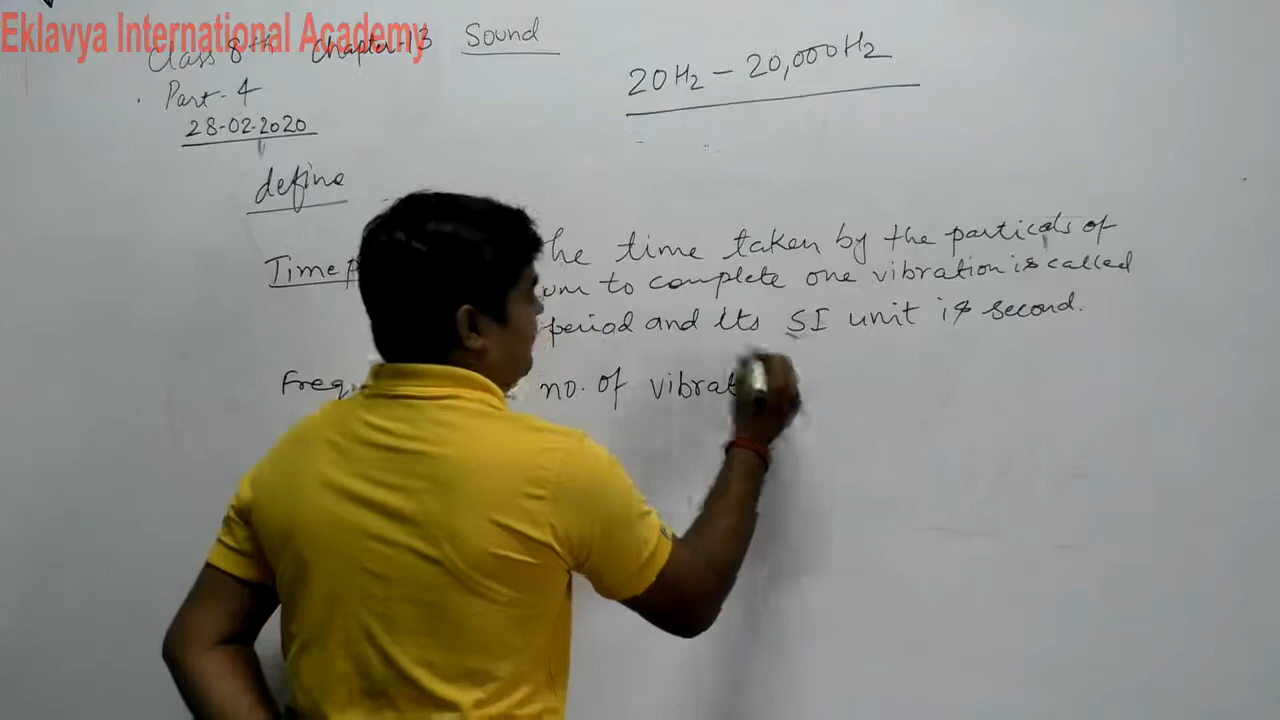 Eklavya International Academy
Class 8th Chapter-13 Sound
20Hz – 20,000Hz
Part-4
28-02-2020
define
Time p he time taken by the particals of
um to complete one vibration is called
period and its SI unit is second.
Freq no. of vibrat